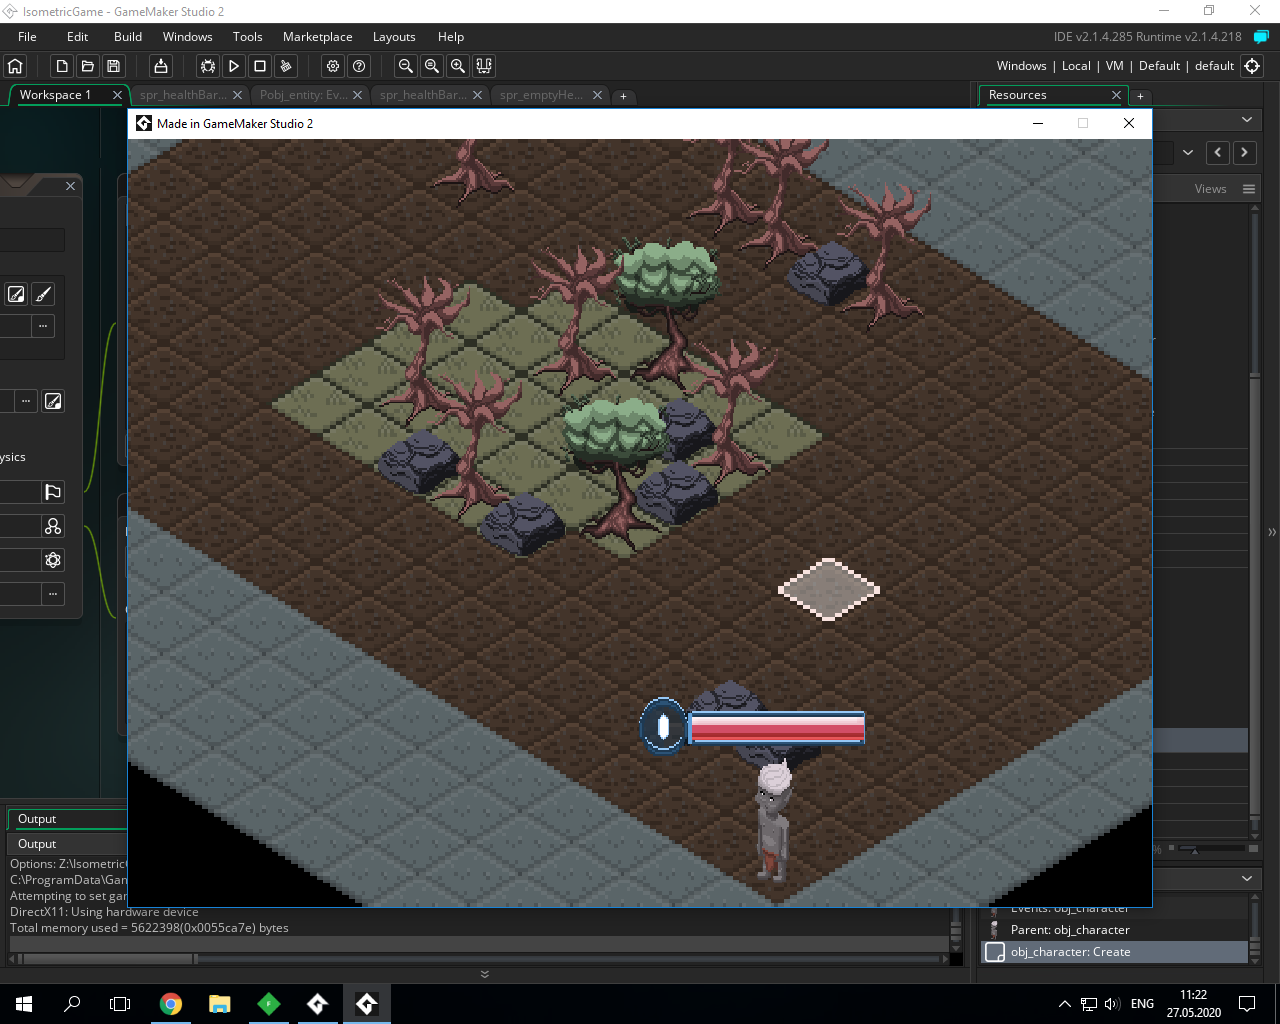 IsometricGame - GameMaker Studio 2
File Edit Build Windows Tools Marketplace Layouts Help
IDE v2.1.4.285 Runtime v2.1.4.218
Windows | Local | VM | Default | default
Workspace 1
spr_healthBar...
Pobj_entity: Ev...
spr_healthBar...
spr_emptyHe...
Resources
Made in GameMaker Studio 2
Views
ysics
%
Output
Output
Options: Z:\Isometric
C:\ProgramData\Gam
Attempting to set gam
DirectX11: Using hardware device
Total memory used = 5622398(0x0055ca7e) bytes
Events: obj_character
Parent: obj_character
obj_character: Create
ENG
11:22
27.05.2020